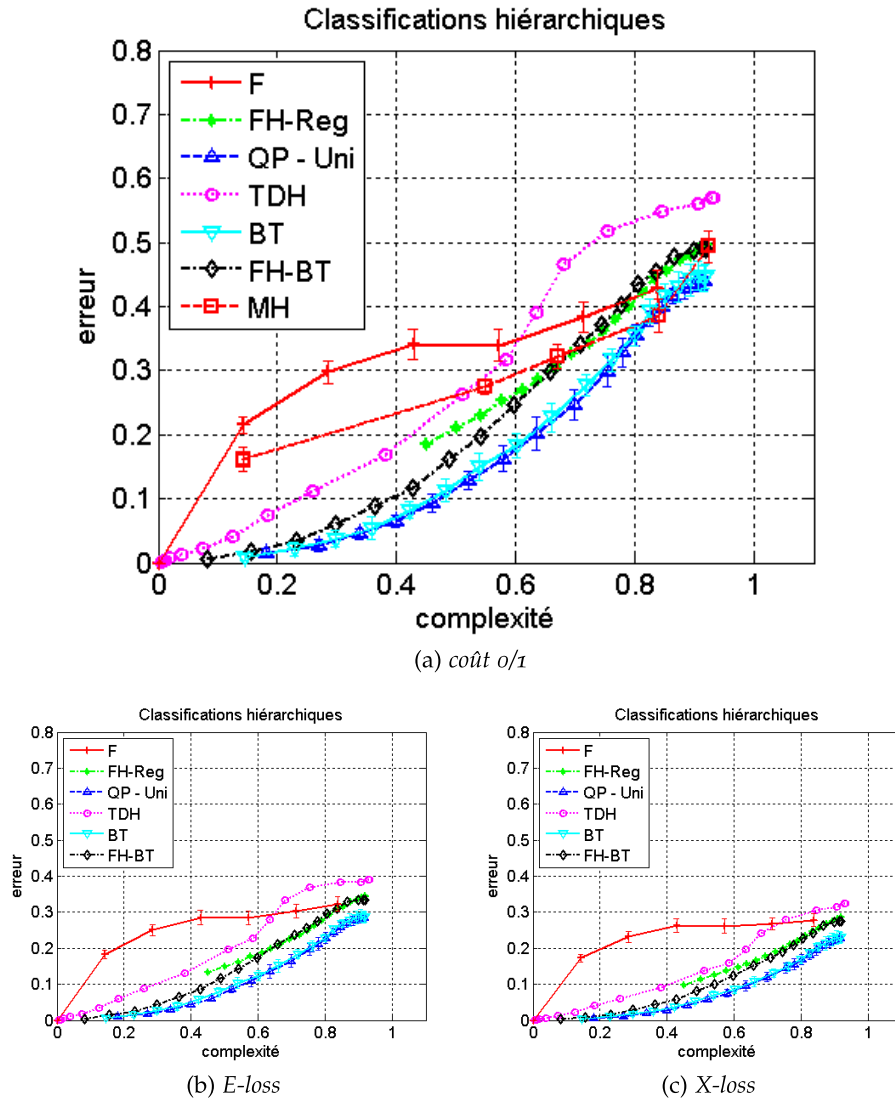 Classifications hiérarchiques
0.8
0.7
0.6
0.5
0.4
0.3
0.2
0.1
0
erreur
F
FH-Reg
QP - Uni
TDH
BT
FH-BT
MH
0 0.2 0.4 0.6 0.8 1
complexité
(a) coût 0/1
Classifications hiérarchiques
0.8
0.7
0.6
0.5
0.4
0.3
0.2
0.1
0
erreur
F
FH-Reg
QP - Uni
TDH
BT
FH-BT
0 0.2 0.4 0.6 0.8 1
complexité
(b) E-loss
Classifications hiérarchiques
0.8
0.7
0.6
0.5
0.4
0.3
0.2
0.1
0
erreur
F
FH-Reg
QP - Uni
TDH
BT
FH-BT
0 0.2 0.4 0.6 0.8 1
complexité
(c) X-loss